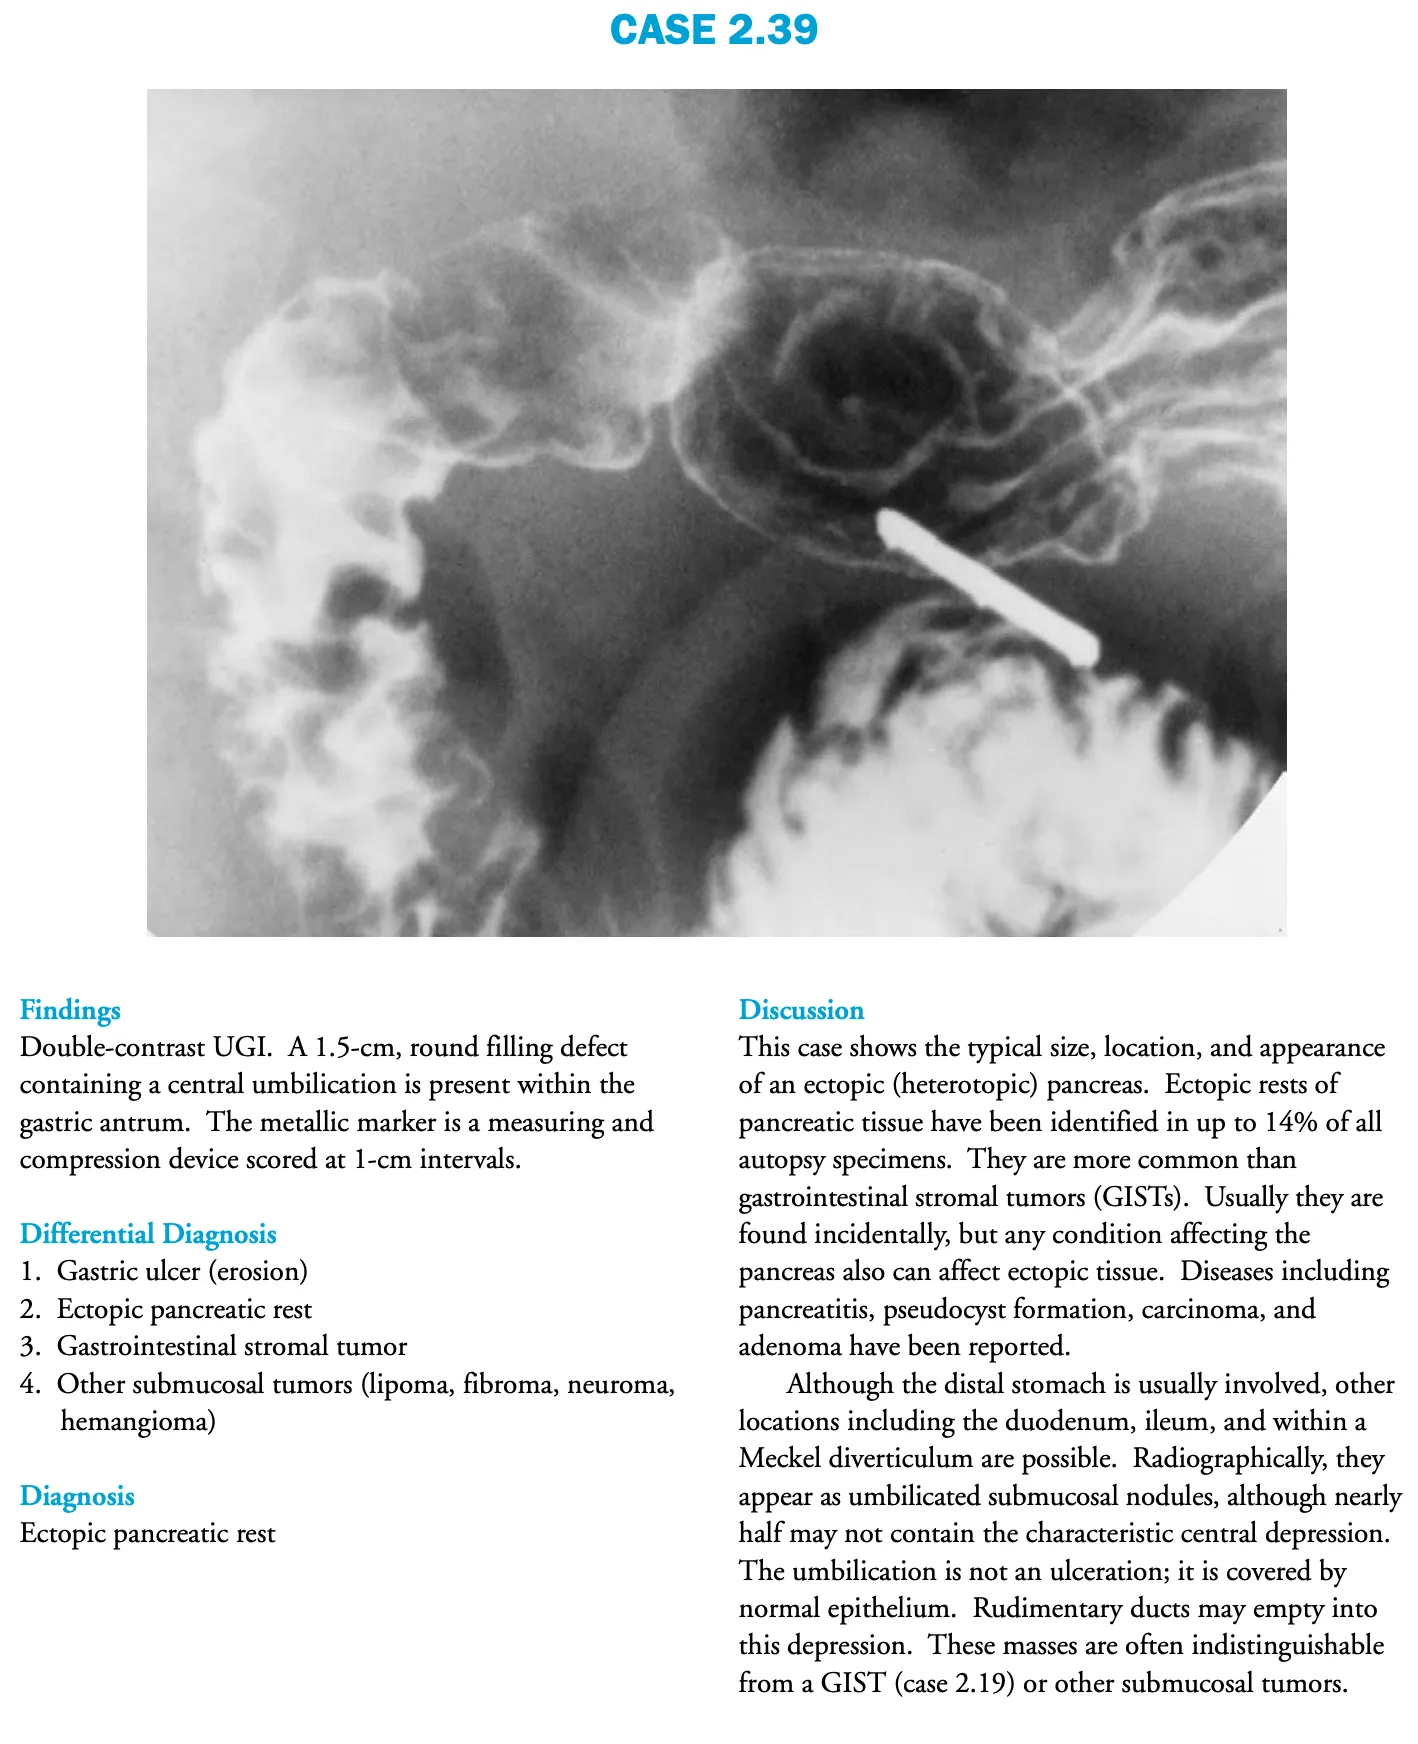 CASE 2.39
Findings
Double-contrast UGI. A 1.5-cm, round filling defect
containing a central umbilication is present within the
gastric antrum. The metallic marker is a measuring and
compression device scored at 1-cm intervals.
Differential Diagnosis
1. Gastric ulcer (erosion)
2. Ectopic pancreatic rest
3. Gastrointestinal stromal tumor
4. Other submucosal tumors (lipoma, fibroma, neuroma,
hemangioma)
Diagnosis
Ectopic pancreatic rest
Discussion
This case shows the typical size, location, and appearance
of an ectopic (heterotopic) pancreas. Ectopic rests of
pancreatic tissue have been identified in up to 14% of all
autopsy specimens. They are more common than
gastrointestinal stromal tumors (GISTs). Usually they are
found incidentally, but any condition affecting the
pancreas also can affect ectopic tissue. Diseases including
pancreatitis, pseudocyst formation, carcinoma, and
adenoma have been reported.
Although the distal stomach is usually involved, other
locations including the duodenum, ileum, and within a
Meckel diverticulum are possible. Radiographically, they
appear as umbilicated submucosal nodules, although nearly
half may not contain the characteristic central depression.
The umbilication is not an ulceration; it is covered by
normal epithelium. Rudimentary ducts may empty into
this depression. These masses are often indistinguishable
from a GIST (case 2.19) or other submucosal tumors.